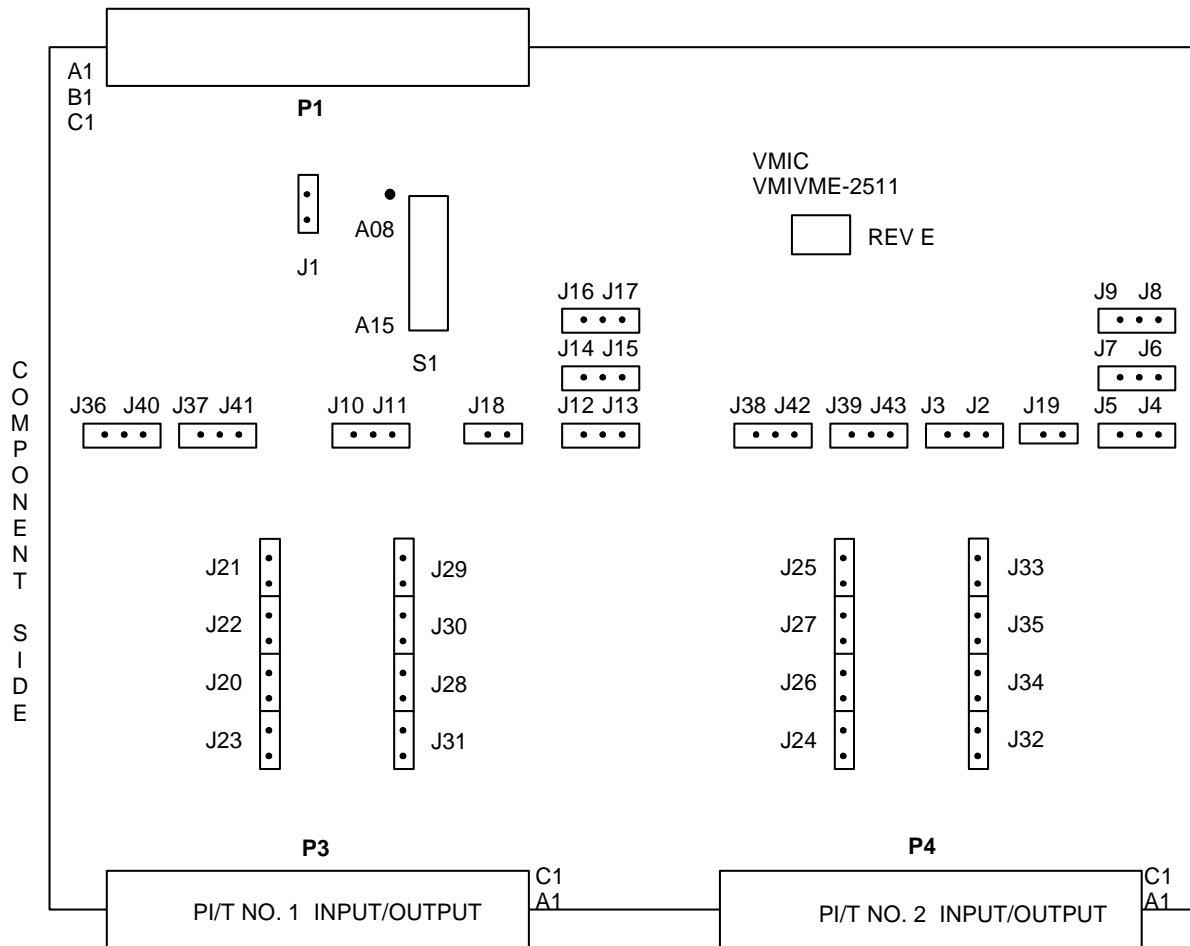 A1
B1
C1
P1
VMIC
VMIVME-2511
REV E
A08
J1
A15
S1
J16 J17
J9 J8
J14 J15
J7 J6
COMPONENT SIDE
J36 J40 J37 J41 J10 J11 J18 J12 J13 J38 J42 J39 J43 J3 J2 J19 J5 J4
J21 J29 J25 J33
J22 J30 J27 J35
J20 J28 J26 J34
J23 J31 J24 J32
P3
P4
C1
A1
C1
A1
PI/T NO. 1 INPUT/OUTPUT
PI/T NO. 2 INPUT/OUTPUT